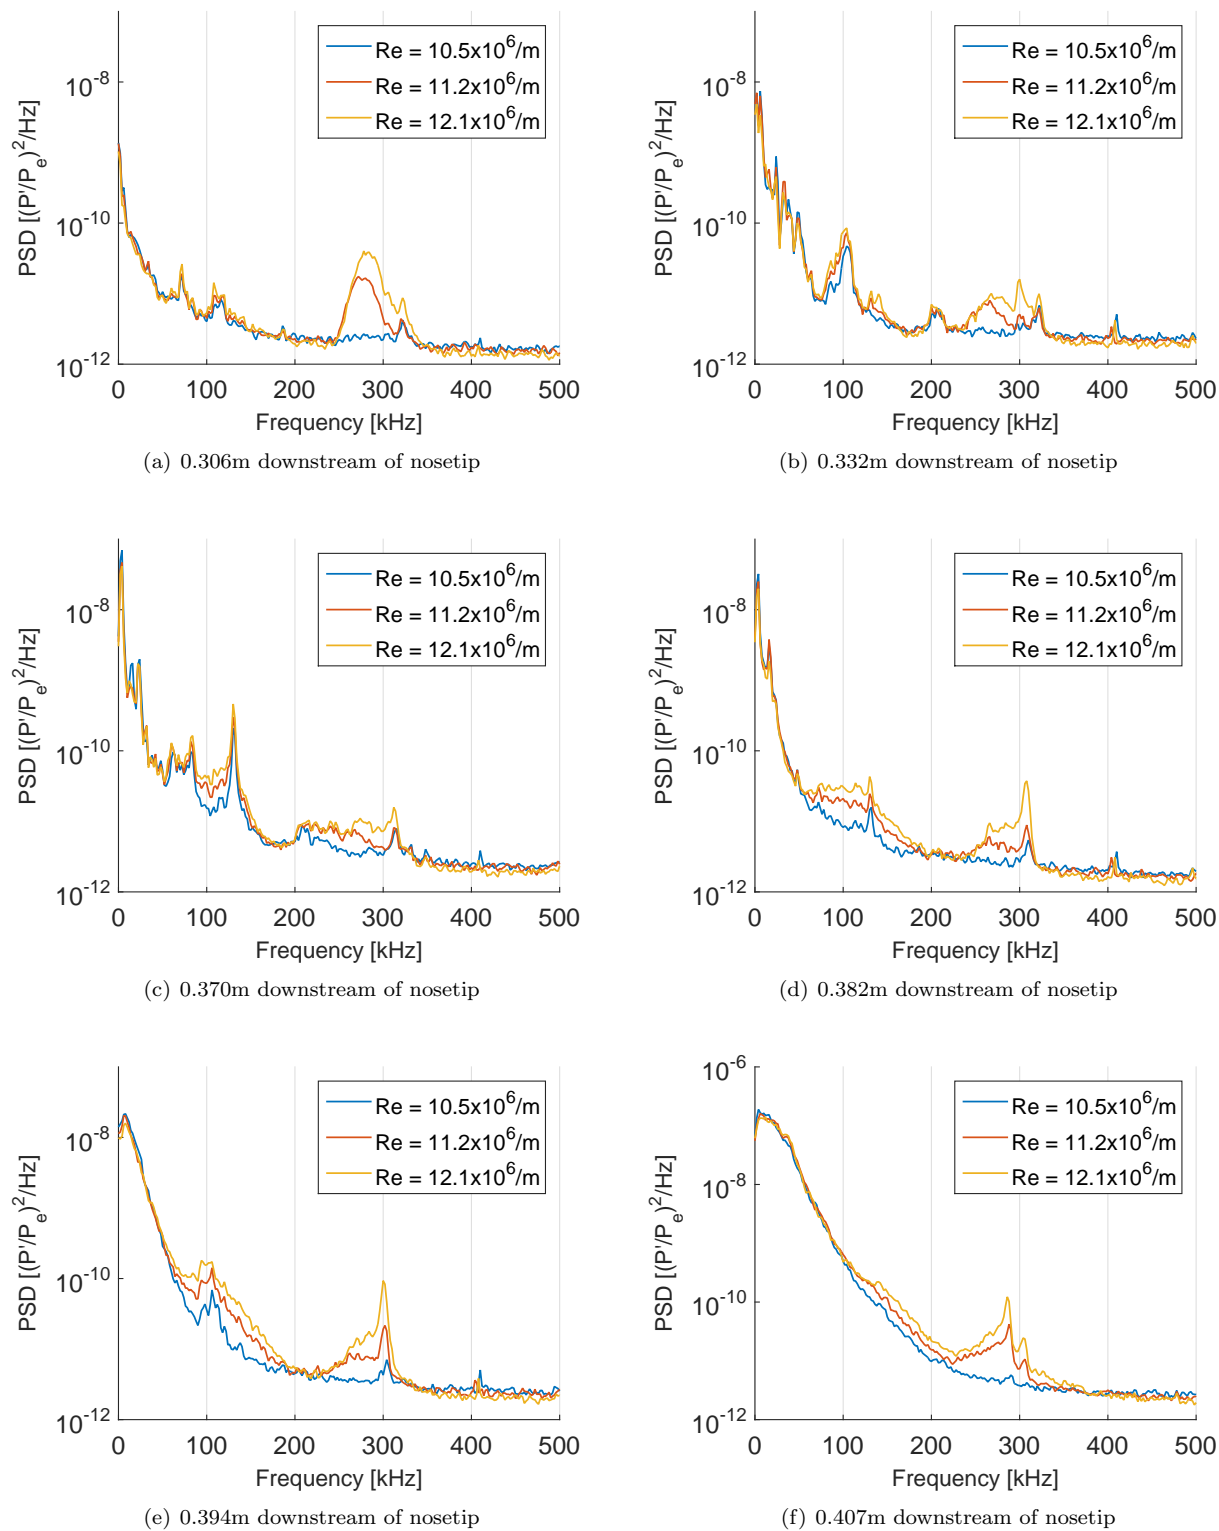 PSD [(P'/P_e)^2/Hz]
10^-8
10^-10
10^-12
Re = 10.5x10^6/m
Re = 11.2x10^6/m
Re = 12.1x10^6/m
0 100 200 300 400 500
Frequency [kHz]
(a) 0.306m downstream of nosetip
PSD [(P'/P_e)^2/Hz]
10^-8
10^-10
10^-12
Re = 10.5x10^6/m
Re = 11.2x10^6/m
Re = 12.1x10^6/m
0 100 200 300 400 500
Frequency [kHz]
(b) 0.332m downstream of nosetip
PSD [(P'/P_e)^2/Hz]
10^-8
10^-10
10^-12
Re = 10.5x10^6/m
Re = 11.2x10^6/m
Re = 12.1x10^6/m
0 100 200 300 400 500
Frequency [kHz]
(c) 0.370m downstream of nosetip
PSD [(P'/P_e)^2/Hz]
10^-8
10^-10
10^-12
Re = 10.5x10^6/m
Re = 11.2x10^6/m
Re = 12.1x10^6/m
0 100 200 300 400 500
Frequency [kHz]
(d) 0.382m downstream of nosetip
PSD [(P'/P_e)^2/Hz]
10^-8
10^-10
10^-12
Re = 10.5x10^6/m
Re = 11.2x10^6/m
Re = 12.1x10^6/m
0 100 200 300 400 500
Frequency [kHz]
(e) 0.394m downstream of nosetip
PSD [(P'/P_e)^2/Hz]
10^-6
10^-8
10^-10
10^-12
Re = 10.5x10^6/m
Re = 11.2x10^6/m
Re = 12.1x10^6/m
0 100 200 300 400 500
Frequency [kHz]
(f) 0.407m downstream of nosetip